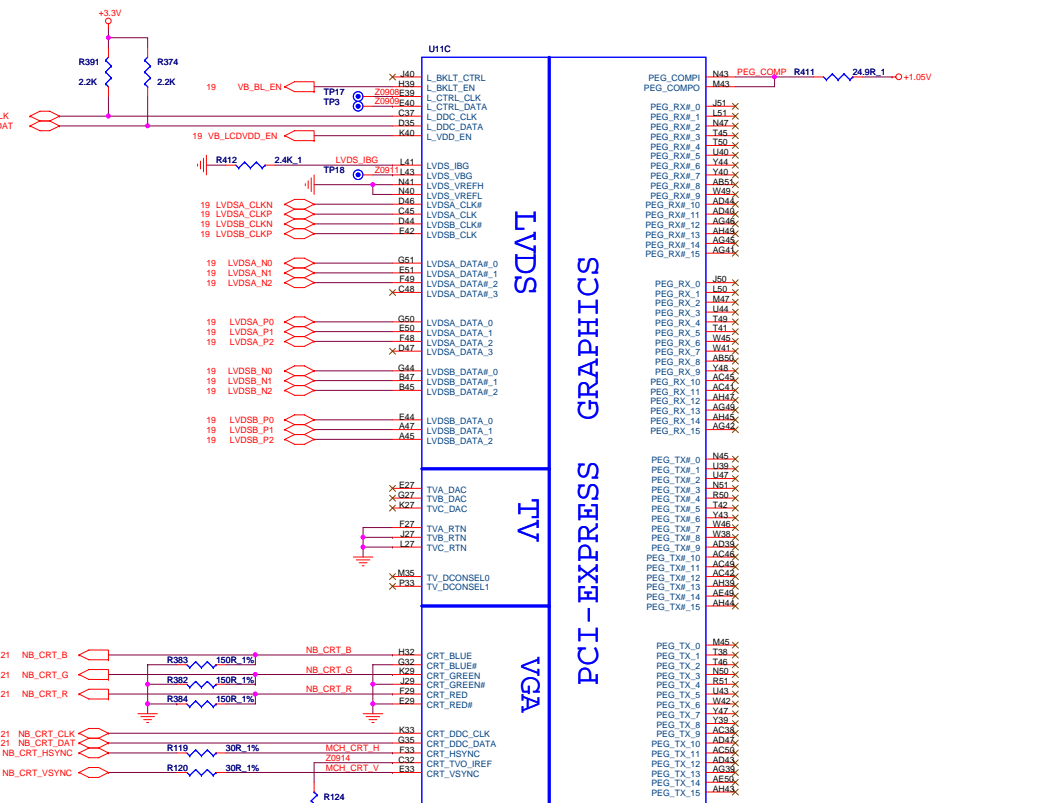 +3.3V
R391
R374
2.2K
2.2K
U11C
19 VB_BL_EN
TP17 Z0908
TP3 Z0909
LK
DAT
19 VB_LCDVDD_EN
R412 2.4K_1 LVDS_IBG
TP18 Z0911
19 LVDSA_CLKN
19 LVDSA_CLKP
19 LVDSB_CLKN
19 LVDSB_CLKP
19 LVDSA_N0
19 LVDSA_N1
19 LVDSA_N2
19 LVDSA_P0
19 LVDSA_P1
19 LVDSA_P2
19 LVDSB_N0
19 LVDSB_N1
19 LVDSB_N2
19 LVDSB_P0
19 LVDSB_P1
19 LVDSB_P2
21 NB_CRT_B
NB_CRT_B
R383 150R_1%
21 NB_CRT_G
NB_CRT_G
R382 150R_1%
21 NB_CRT_R
NB_CRT_R
R384 150R_1%
21 NB_CRT_CLK
21 NB_CRT_DAT
NB_CRT_HSYNC R119 30R_1% MCH_CRT_H
Z0914
NB_CRT_VSYNC R120 30R_1% MCH_CRT_V
R124
J40 L_BKLT_CTRL
H39 L_BKLT_EN
E39 L_CTRL_CLK
E40 L_CTRL_DATA
C37 L_DDC_CLK
D35 L_DDC_DATA
K40 L_VDD_EN
L41 LVDS_IBG
L43 LVDS_VBG
N41 LVDS_VREFH
N40 LVDS_VREFL
D46 LVDSA_CLK#
C45 LVDSA_CLK
D44 LVDSB_CLK#
E42 LVDSB_CLK
G51 LVDSA_DATA#_0
E51 LVDSA_DATA#_1
F49 LVDSA_DATA#_2
C48 LVDSA_DATA#_3
G50 LVDSA_DATA_0
E50 LVDSA_DATA_1
F48 LVDSA_DATA_2
D47 LVDSA_DATA_3
G44 LVDSB_DATA#_0
B47 LVDSB_DATA#_1
B45 LVDSB_DATA#_2
E44 LVDSB_DATA_0
A47 LVDSB_DATA_1
A45 LVDSB_DATA_2
E27 TVA_DAC
G27 TVB_DAC
K27 TVC_DAC
F27 TVA_RTN
J27 TVB_RTN
L27 TVC_RTN
M35 TV_DCONSEL0
P33 TV_DCONSEL1
H32 CRT_BLUE
G32 CRT_BLUE#
K29 CRT_GREEN
J29 CRT_GREEN#
F29 CRT_RED
E29 CRT_RED#
K33 CRT_DDC_CLK
G35 CRT_DDC_DATA
F33 CRT_HSYNC
C32 CRT_TVO_IREF
E33 CRT_VSYNC
LVDS
TV
VGA
PCI-EXPRESS GRAPHICS
PEG_COMPI N43 PEG_COMP R411 24.9R_1 +1.05V
PEG_COMPO M43
PEG_RX#_0 J51
PEG_RX#_1 L51
PEG_RX#_2 N47
PEG_RX#_3 T45
PEG_RX#_4 T50
PEG_RX#_5 U40
PEG_RX#_6 Y44
PEG_RX#_7 Y40
PEG_RX#_8 AB51
PEG_RX#_9 W49
PEG_RX#_10 AD44
PEG_RX#_11 AD40
PEG_RX#_12 AG46
PEG_RX#_13 AH49
PEG_RX#_14 AG45
PEG_RX#_15 AG41
PEG_RX_0 J50
PEG_RX_1 L50
PEG_RX_2 M47
PEG_RX_3 U44
PEG_RX_4 T49
PEG_RX_5 T41
PEG_RX_6 W45
PEG_RX_7 W41
PEG_RX_8 AB50
PEG_RX_9 Y48
PEG_RX_10 AC45
PEG_RX_11 AC41
PEG_RX_12 AH47
PEG_RX_13 AG49
PEG_RX_14 AH45
PEG_RX_15 AG42
PEG_TX#_0 N45
PEG_TX#_1 U39
PEG_TX#_2 U47
PEG_TX#_3 N51
PEG_TX#_4 R50
PEG_TX#_5 T42
PEG_TX#_6 Y43
PEG_TX#_7 W46
PEG_TX#_8 W38
PEG_TX#_9 AD39
PEG_TX#_10 AC46
PEG_TX#_11 AC49
PEG_TX#_12 AC42
PEG_TX#_13 AH39
PEG_TX#_14 AE49
PEG_TX#_15 AH44
PEG_TX_0 M45
PEG_TX_1 T38
PEG_TX_2 T46
PEG_TX_3 N50
PEG_TX_4 R51
PEG_TX_5 U43
PEG_TX_6 W42
PEG_TX_7 Y47
PEG_TX_8 Y39
PEG_TX_9 AC38
PEG_TX_10 AD47
PEG_TX_11 AC50
PEG_TX_12 AD43
PEG_TX_13 AG39
PEG_TX_14 AE50
PEG_TX_15 AH43